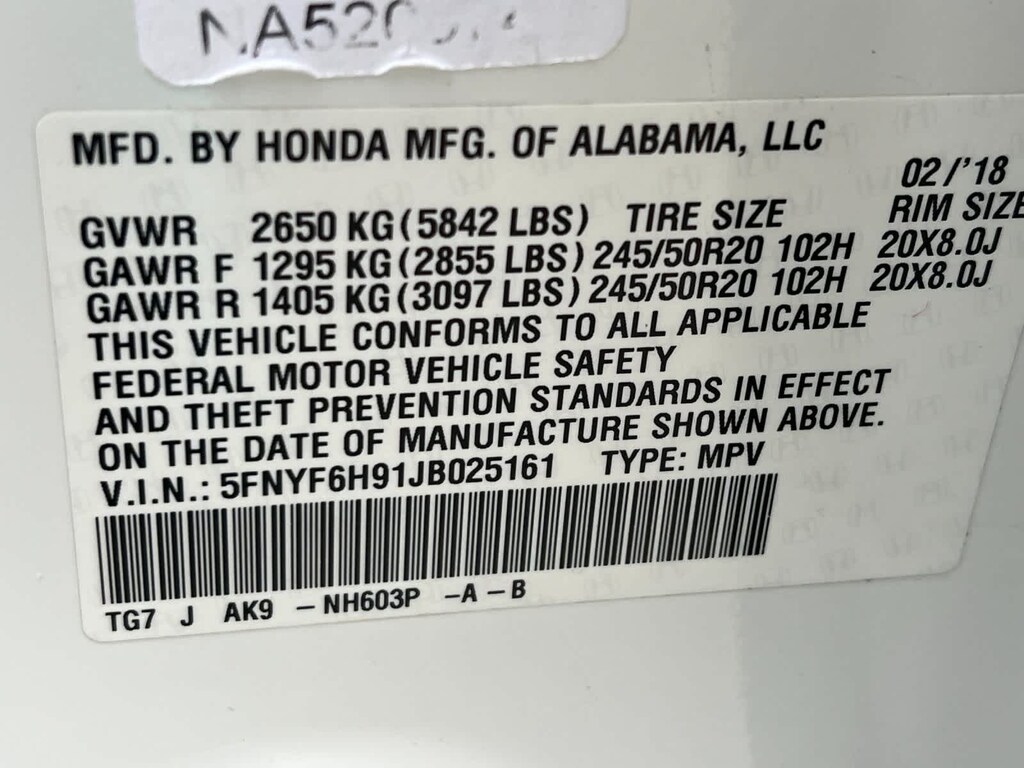 MFD. BY HONDA MFG. OF ALABAMA, LLC
02/'18
GVWR 2650 KG (5842 LBS) TIRE SIZE RIM SIZE
GAWR F 1295 KG (2855 LBS) 245/50R20 102H 20X8.0J
GAWR R 1405 KG (3097 LBS) 245/50R20 102H 20X8.0J
THIS VEHICLE CONFORMS TO ALL APPLICABLE
FEDERAL MOTOR VEHICLE SAFETY
AND THEFT PREVENTION STANDARDS IN EFFECT
ON THE DATE OF MANUFACTURE SHOWN ABOVE.
V.I.N.: 5FNYF6H91JB025161 TYPE: MPV
TG7 J AK9 – NH603P –A – B